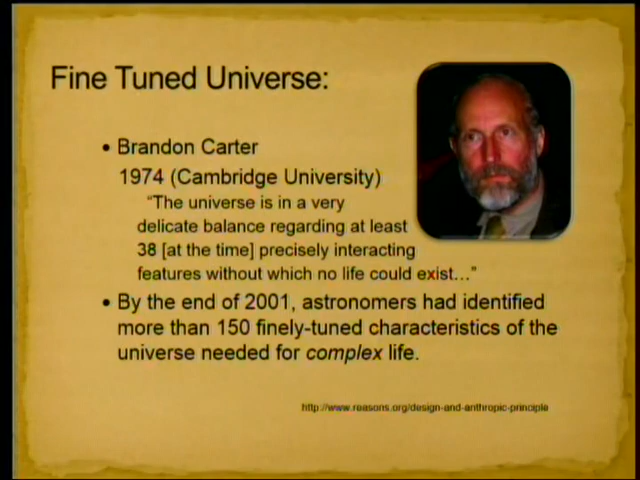 Fine Tuned Universe:
• Brandon Carter
1974 (Cambridge University)
"The universe is in a very
delicate balance regarding at least
38 [at the time] precisely interacting
features without which no life could exist…"
• By the end of 2001, astronomers had identified
more than 150 finely-tuned characteristics of the
universe needed for complex life.
http://www.reasons.org/design-and-anthropic-principle